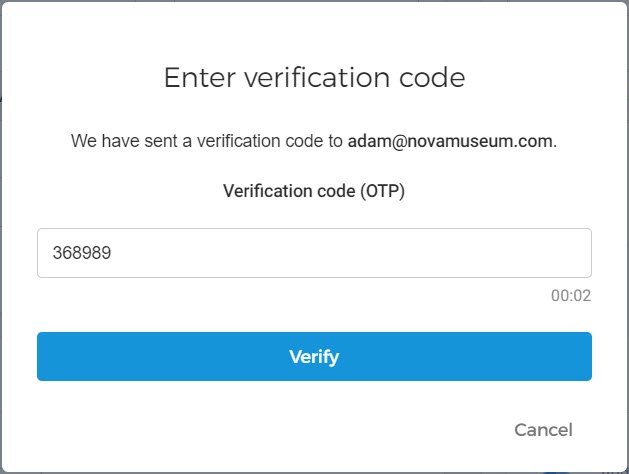 Enter verification code
We have sent a verification code to adam@novamuseum.com.
Verification code (OTP)
368989
00:02
Verify
Cancel